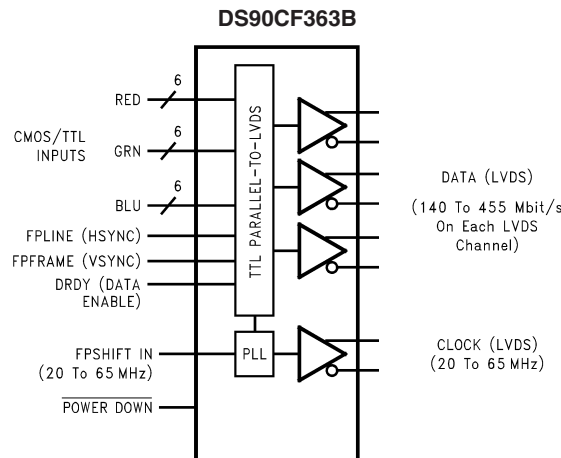 DS90CF363B
6
RED
CMOS/TTL
INPUTS
6
GRN
6
BLU
FPLINE (HSYNC)
FPFRAME (VSYNC)
DRDY (DATA
ENABLE)
FPSHIFT IN
(20 To 65 MHz)
POWER DOWN
TTL PARALLEL-TO-LVDS
PLL
DATA (LVDS)
(140 To 455 Mbit/s
On Each LVDS
Channel)
CLOCK (LVDS)
(20 To 65 MHz)